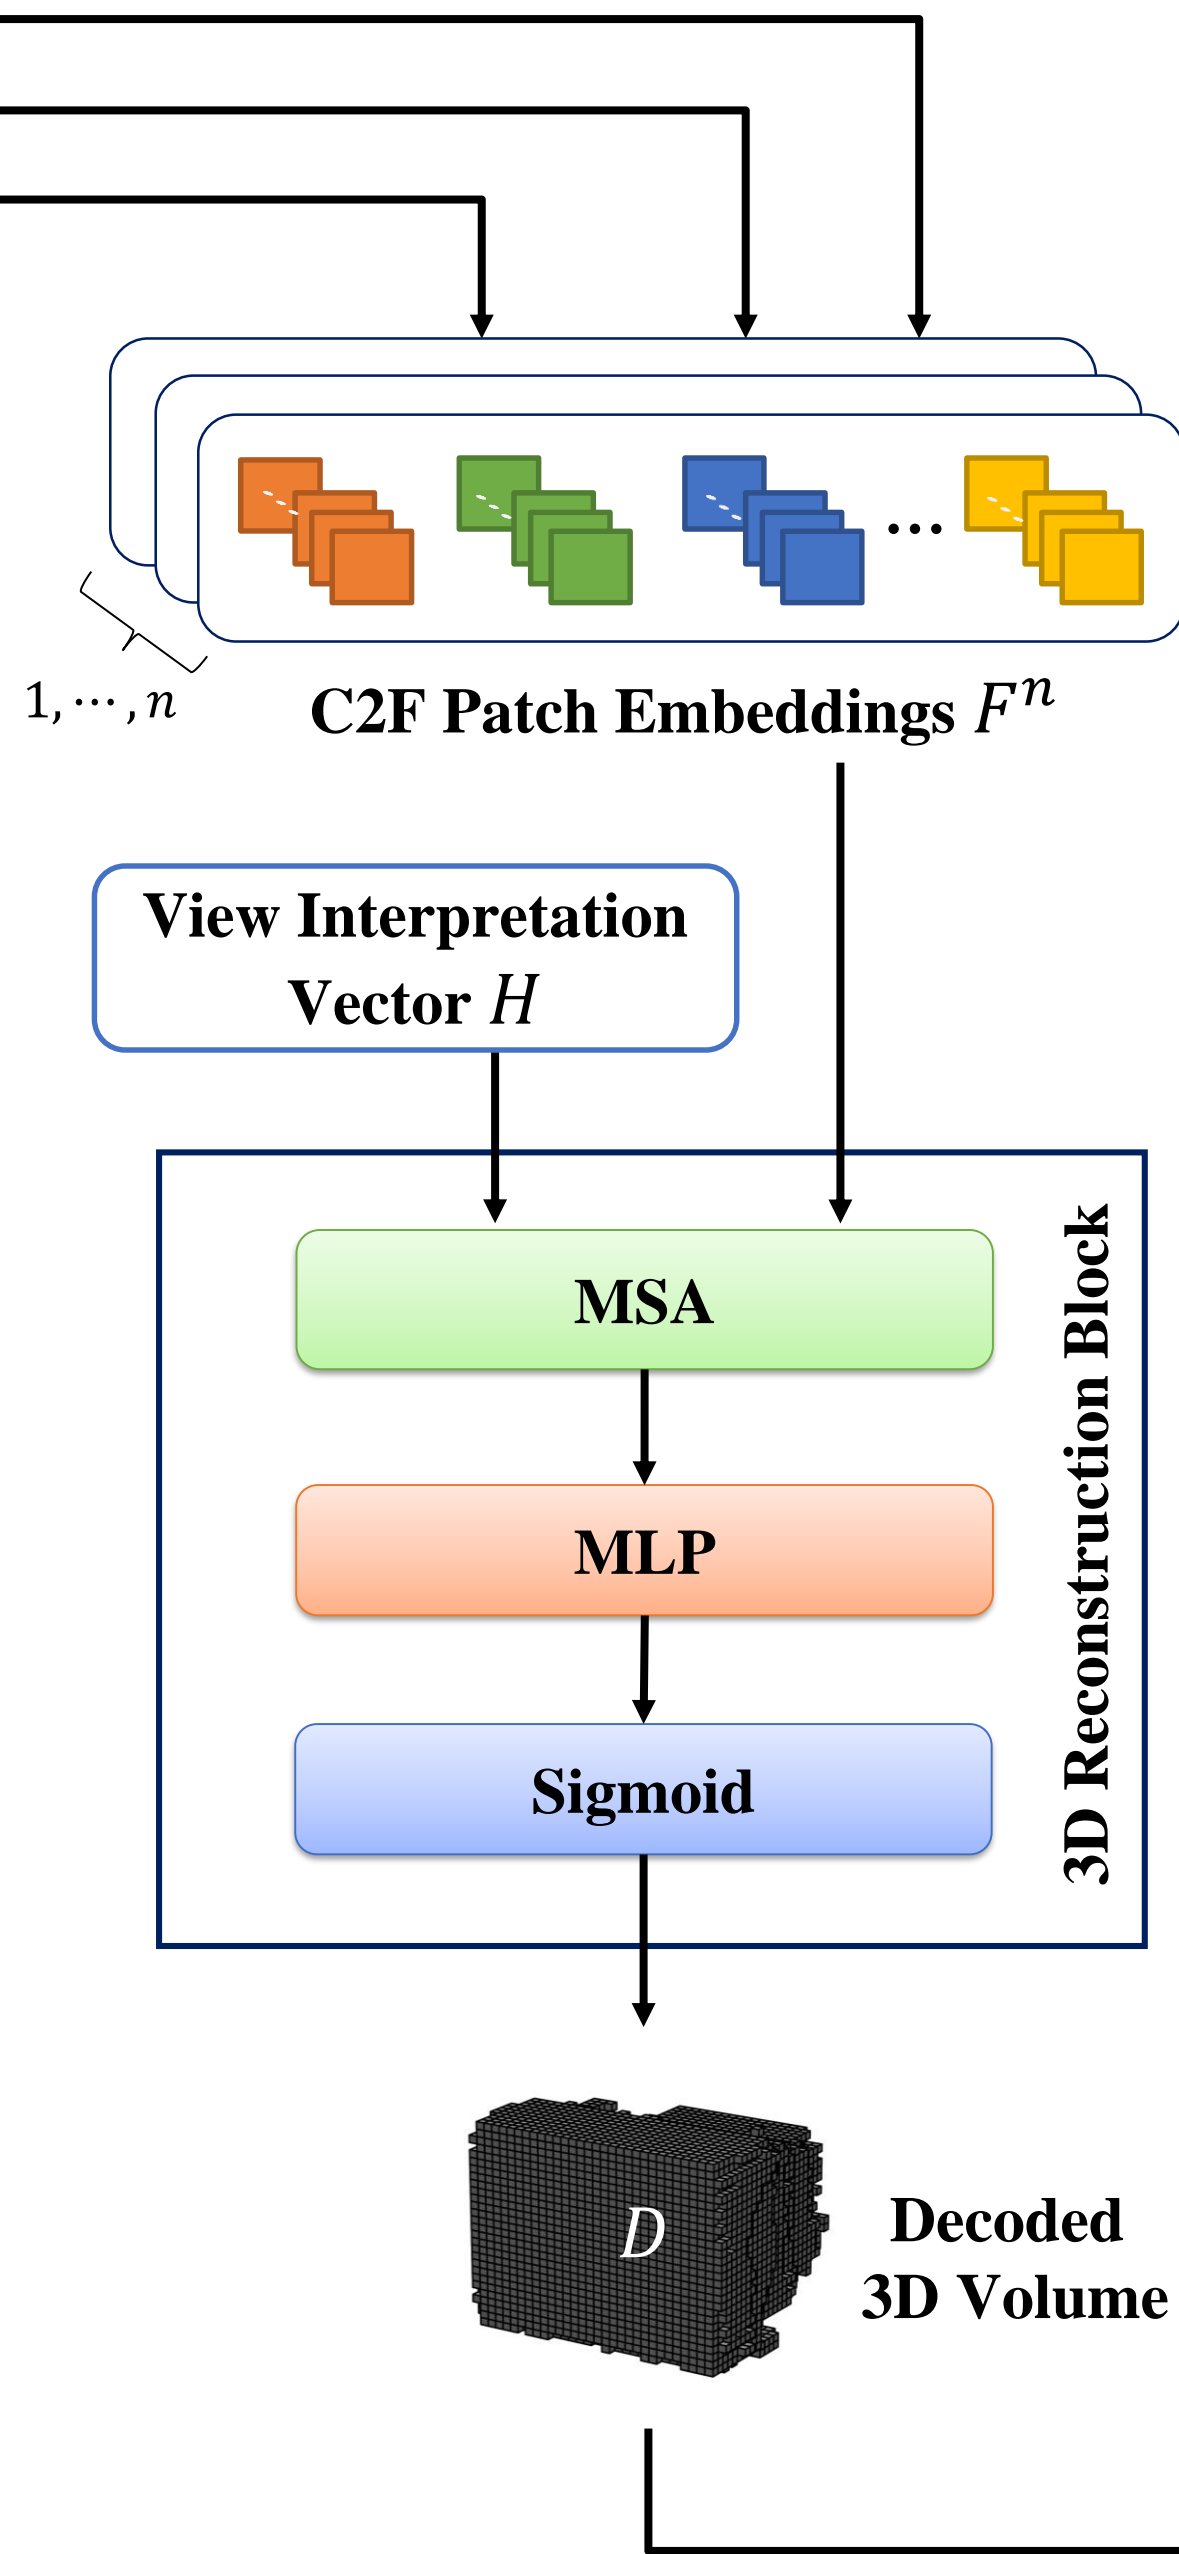 1, ⋯, n
C2F Patch Embeddings Fⁿ
View Interpretation
Vector H
MSA
MLP
Sigmoid
3D Reconstruction Block
D
Decoded
3D Volume